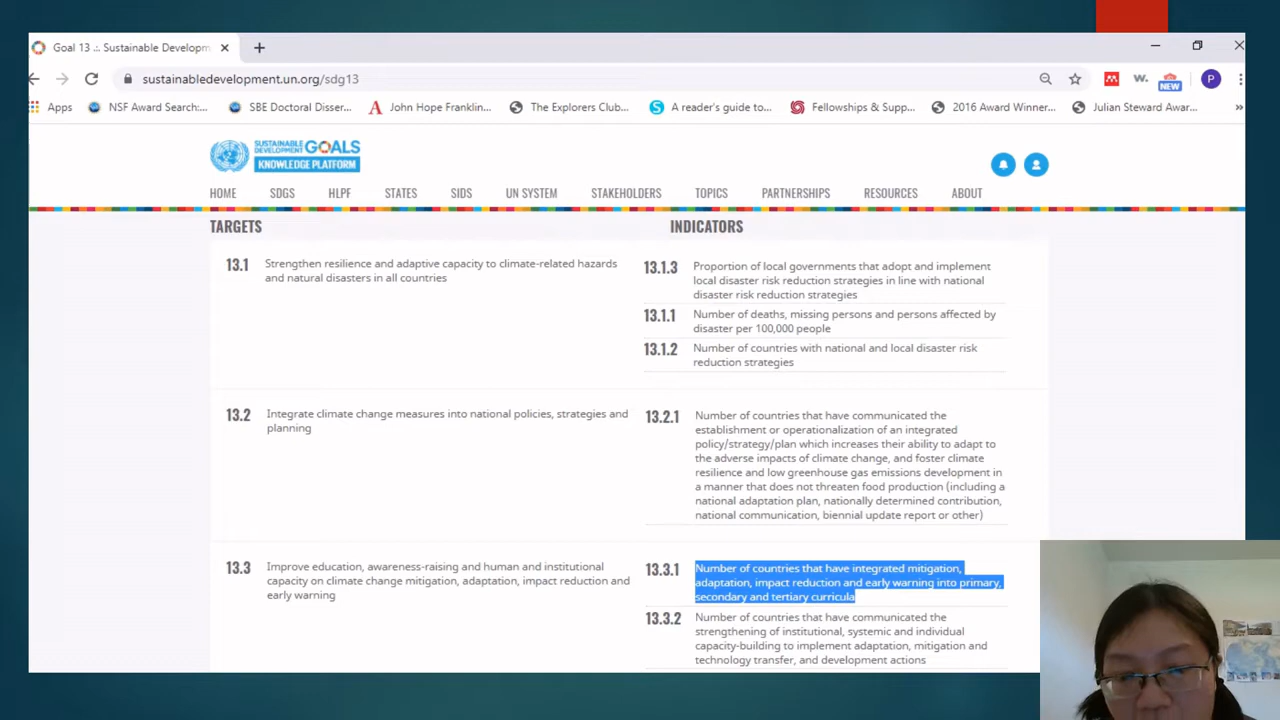 Goal 13 .:. Sustainable Developm
sustainabledevelopment.un.org/sdg13
W.
NEW
P
Apps
NSF Award Search:...
SBE Doctoral Disser...
John Hope Franklin...
The Explorers Club...
A reader's guide to...
Fellowships & Supp...
2016 Award Winner...
Julian Steward Awar...
SUSTAINABLE
DEVELOPMENT GOALS
KNOWLEDGE PLATFORM
HOME SDGS HLPF STATES SIDS UN SYSTEM STAKEHOLDERS TOPICS PARTNERSHIPS RESOURCES ABOUT
TARGETS
INDICATORS
13.1
Strengthen resilience and adaptive capacity to climate-related hazards
and natural disasters in all countries
13.1.3
Proportion of local governments that adopt and implement
local disaster risk reduction strategies in line with national
disaster risk reduction strategies
13.1.1
Number of deaths, missing persons and persons affected by
disaster per 100,000 people
13.1.2
Number of countries with national and local disaster risk
reduction strategies
13.2
Integrate climate change measures into national policies, strategies and
planning
13.2.1
Number of countries that have communicated the
establishment or operationalization of an integrated
policy/strategy/plan which increases their ability to adapt to
the adverse impacts of climate change, and foster climate
resilience and low greenhouse gas emissions development in
a manner that does not threaten food production (including a
national adaptation plan, nationally determined contribution,
national communication, biennial update report or other)
13.3
Improve education, awareness-raising and human and institutional
capacity on climate change mitigation, adaptation, impact reduction and
early warning
13.3.1
Number of countries that have integrated mitigation,
adaptation, impact reduction and early warning into primary,
secondary and tertiary curricula
13.3.2
Number of countries that have communicated the
strengthening of institutional, systemic and individual
capacity-building to implement adaptation, mitigation and
technology transfer, and development actions